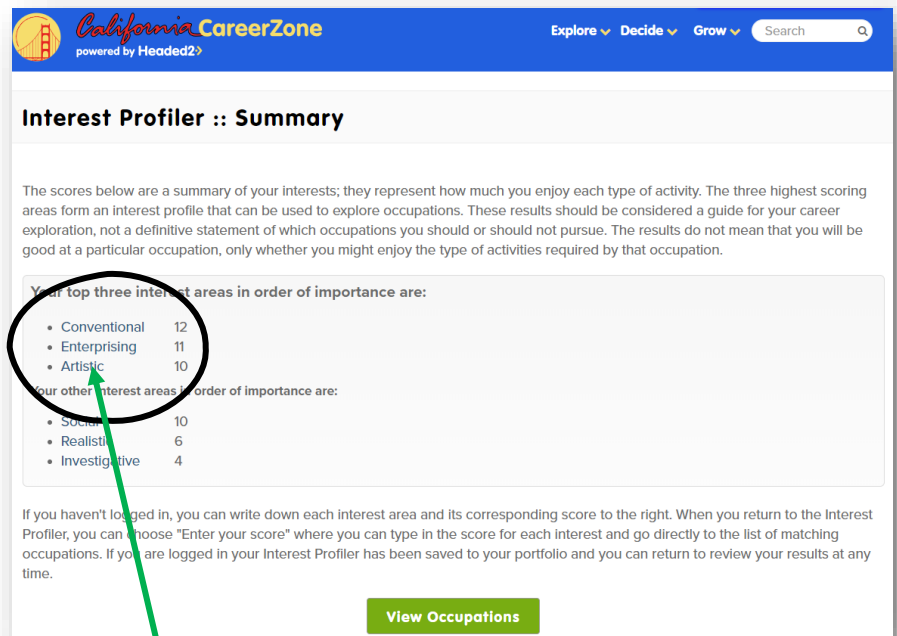 California CareerZone
powered by Headed2>
Explore Decide Grow Search
Interest Profiler :: Summary
The scores below are a summary of your interests; they represent how much you enjoy each type of activity. The three highest scoring
areas form an interest profile that can be used to explore occupations. These results should be considered a guide for your career
exploration, not a definitive statement of which occupations you should or should not pursue. The results do not mean that you will be
good at a particular occupation, only whether you might enjoy the type of activities required by that occupation.
Your top three interest areas in order of importance are:
• Conventional 12
• Enterprising 11
• Artistic 10
Your other interest areas in order of importance are:
• Social 10
• Realistic 6
• Investigative 4
If you haven't logged in, you can write down each interest area and its corresponding score to the right. When you return to the Interest
Profiler, you can choose "Enter your score" where you can type in the score for each interest and go directly to the list of matching
occupations. If you are logged in your Interest Profiler has been saved to your portfolio and you can return to review your results at any
time.
View Occupations